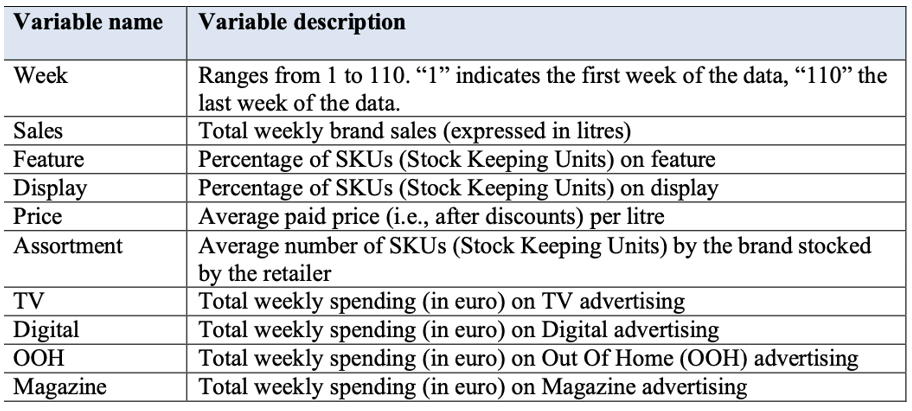 Variable name Variable description
Week Ranges from 1 to 110. “1” indicates the first week of the data, “110” the
last week of the data.
Sales Total weekly brand sales (expressed in litres)
Feature Percentage of SKUs (Stock Keeping Units) on feature
Display Percentage of SKUs (Stock Keeping Units) on display
Price Average paid price (i.e., after discounts) per litre
Assortment Average number of SKUs (Stock Keeping Units) by the brand stocked
by the retailer
TV Total weekly spending (in euro) on TV advertising
Digital Total weekly spending (in euro) on Digital advertising
OOH Total weekly spending (in euro) on Out Of Home (OOH) advertising
Magazine Total weekly spending (in euro) on Magazine advertising